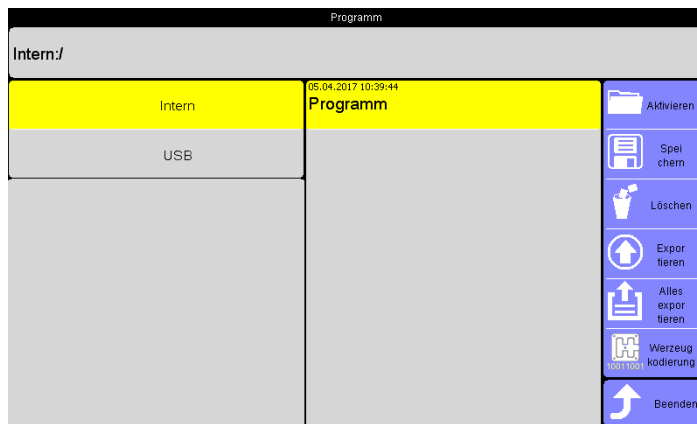 Programm
Intern:/
Intern
USB
05.04.2017 10:39:44
Programm
Aktivieren
Spei
chern
Löschen
Expor
tieren
Alles
expor
tieren
Werzeug
kodierung
10011001
Beenden